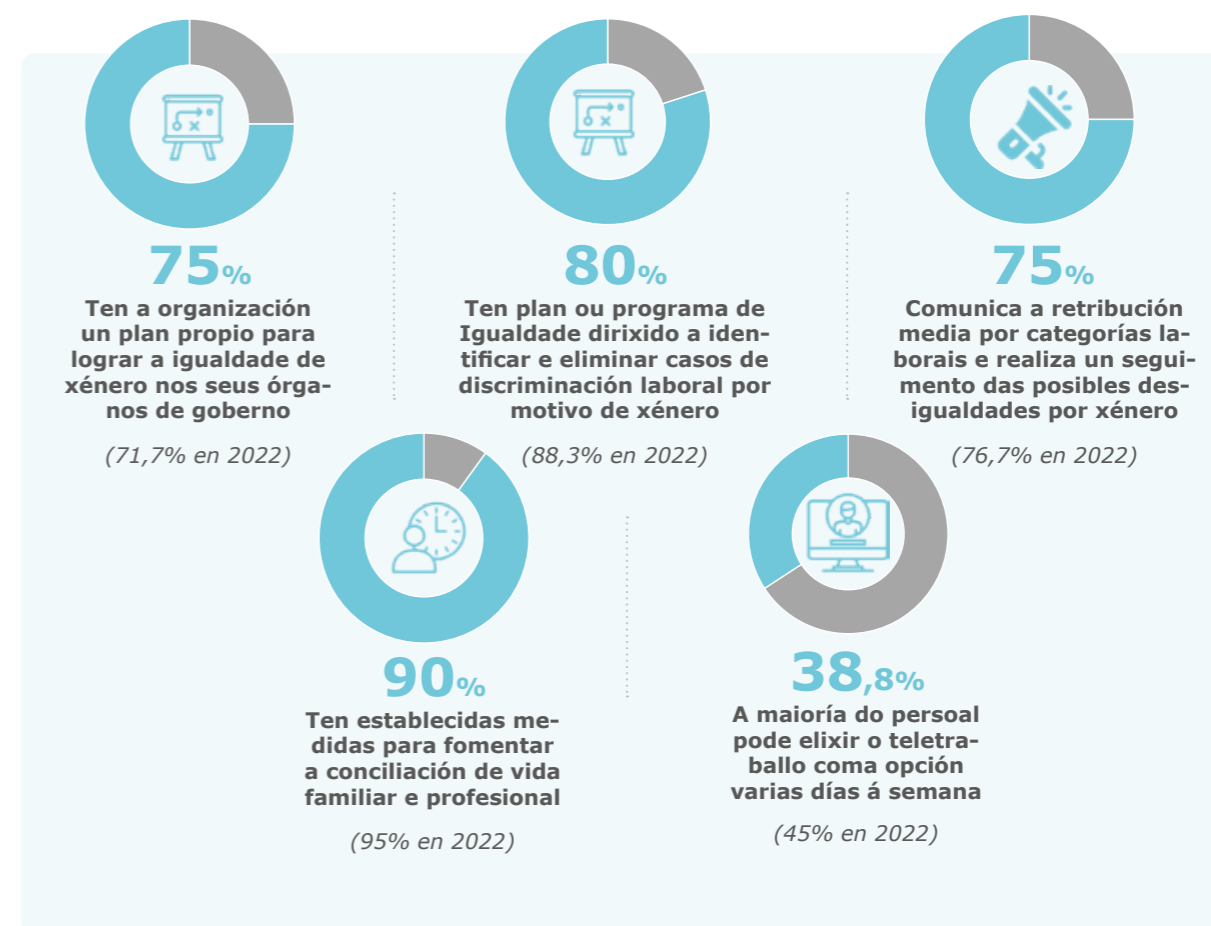 75%
Ten a organización
un plan propio para
lograr a igualdade de
xénero nos seus órga-
nos de goberno
(71,7% en 2022)
80%
Ten plan ou programa de
Igualdade dirixido a iden-
tificar e eliminar casos de
discriminación laboral por
motivo de xénero
(88,3% en 2022)
75%
Comunica a retribución
media por categorías la-
borais e realiza un segui-
mento das posibles des-
igualdades por xénero
(76,7% en 2022)
90%
Ten establecidas me-
didas para fomentar
a conciliación de vida
familiar e profesional
(95% en 2022)
38,8%
A maioría do persoal
pode elixir o teletra-
ballo coma opción
varias días á semana
(45% en 2022)